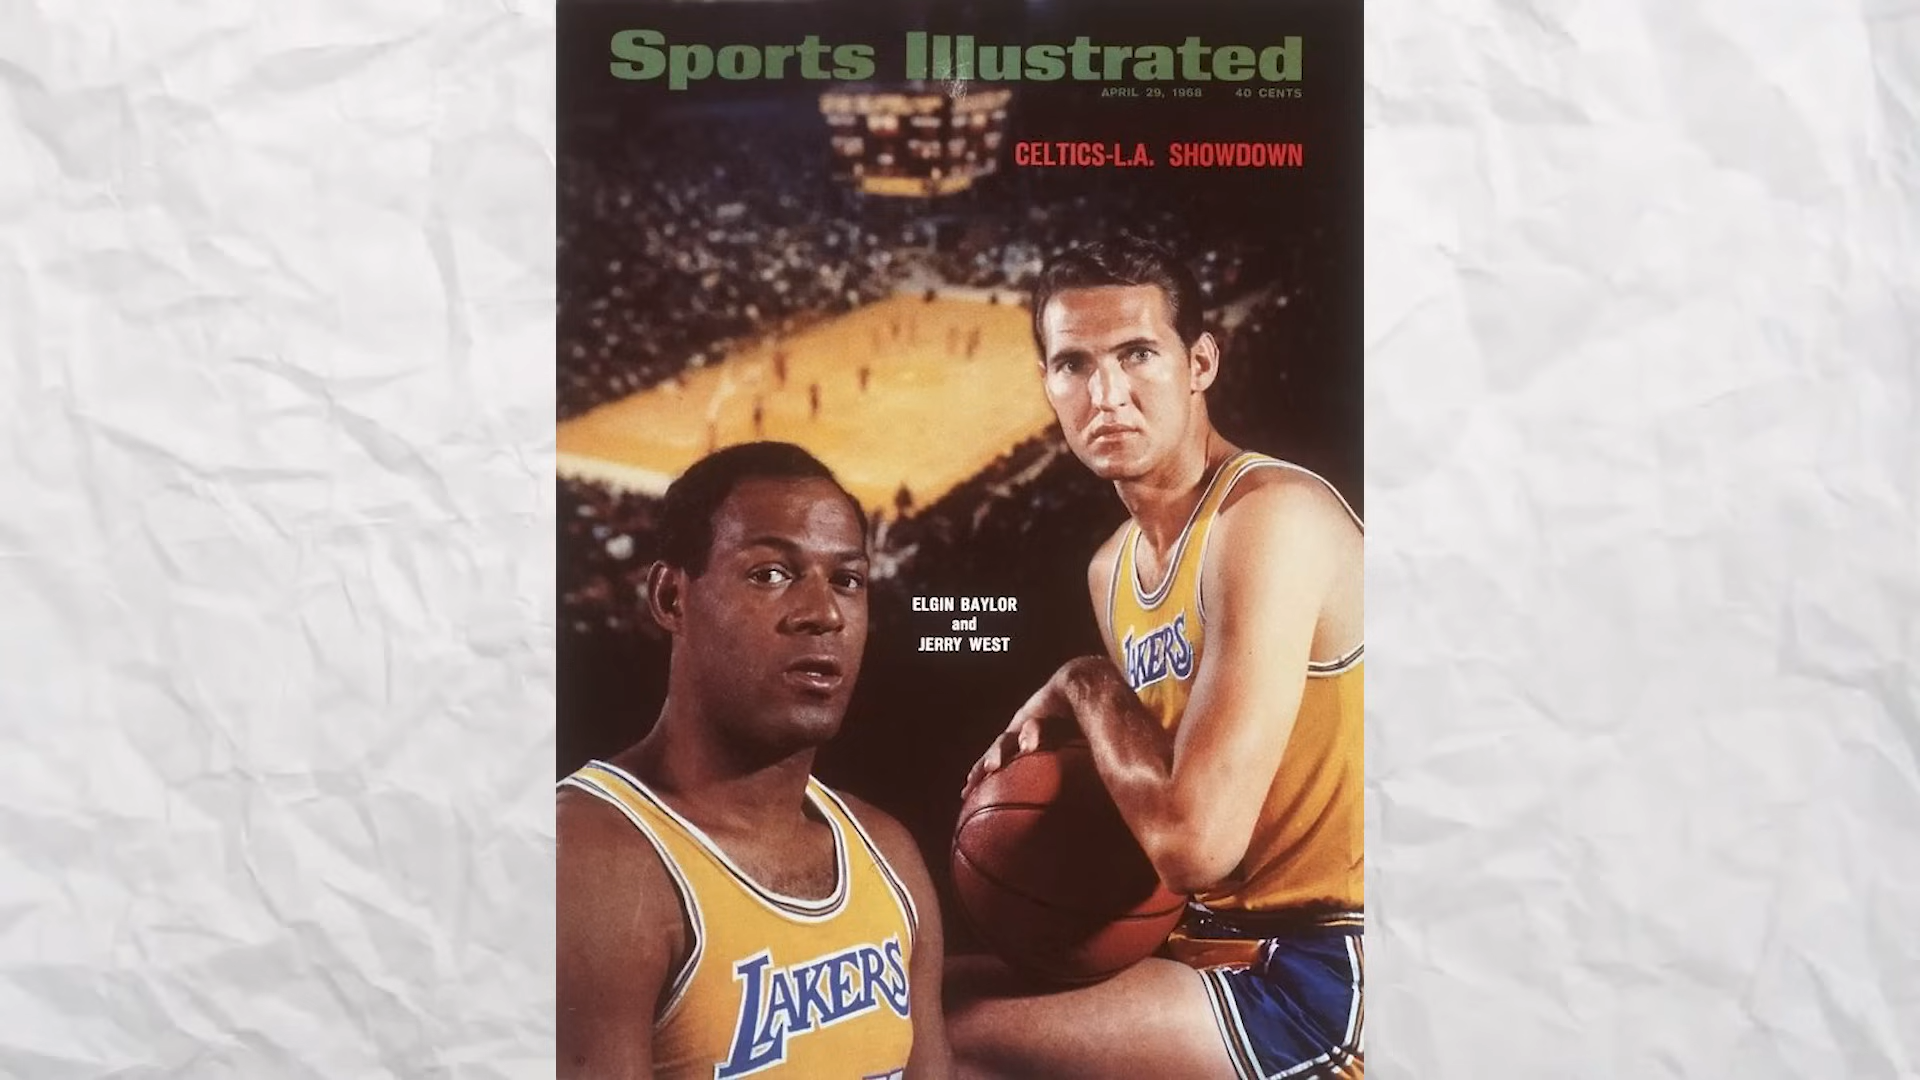 Sports Illustrated
APRIL 29, 1968 40 CENTS
CELTICS-L.A. SHOWDOWN
ELGIN BAYLOR
and
JERRY WEST
LAKERS
LAKERS